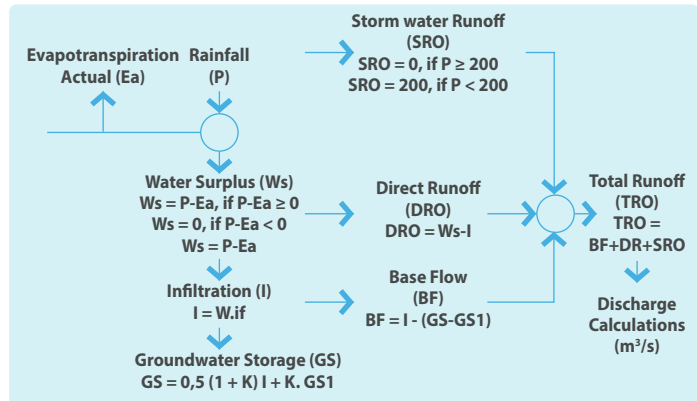 Storm water Runoff
(SRO)
SRO = 0, if P ≥ 200
SRO = 200, if P < 200
Evapotranspiration
Actual (Ea)
Rainfall
(P)
Water Surplus (Ws)
Ws = P-Ea, if P-Ea ≥ 0
Ws = 0, if P-Ea < 0
Ws = P-Ea
Direct Runoff
(DRO)
DRO = Ws-I
Total Runoff
(TRO)
TRO =
BF+DR+SRO
Infiltration (I)
I = W.if
Base Flow
(BF)
BF = I - (GS-GS1)
Discharge
Calculations
(m³/s)
Groundwater Storage (GS)
GS = 0,5 (1 + K) I + K. GS1